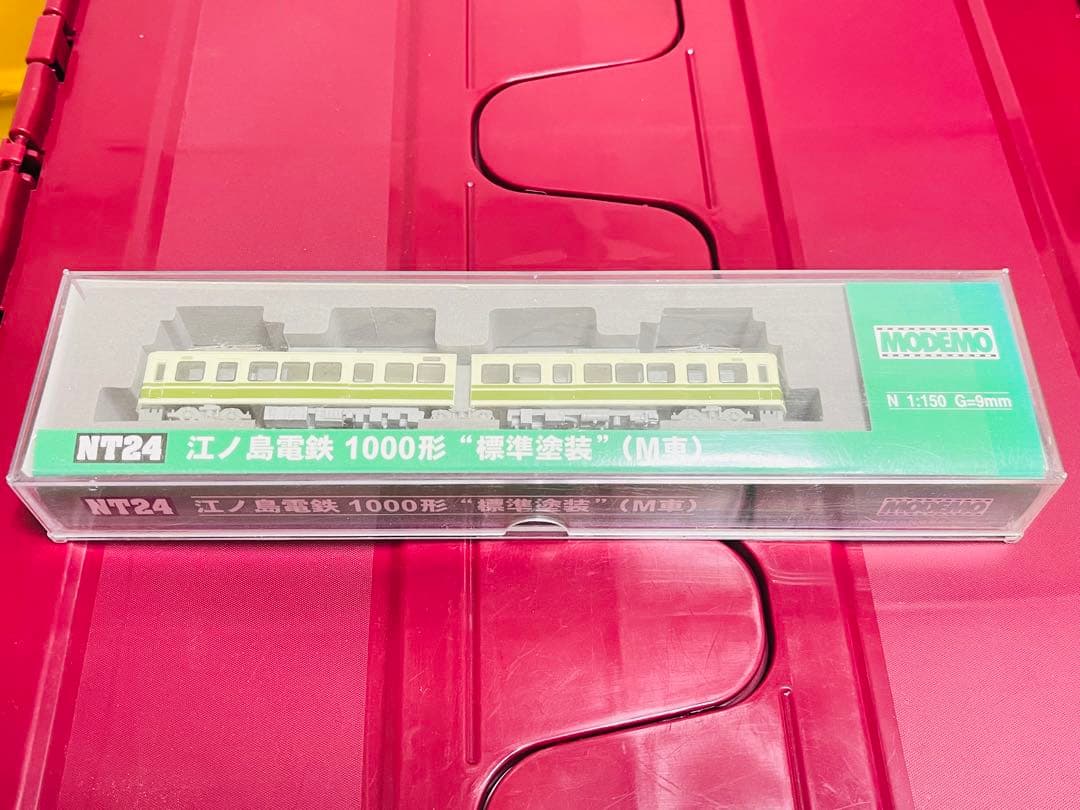 MODEMO
N 1:150 G=9mm
NT24 江ノ島電鉄 1000形 “標準塗装”（M車）
NT24 江ノ島電鉄 1000形 “標準塗装”（M車） MODEMO